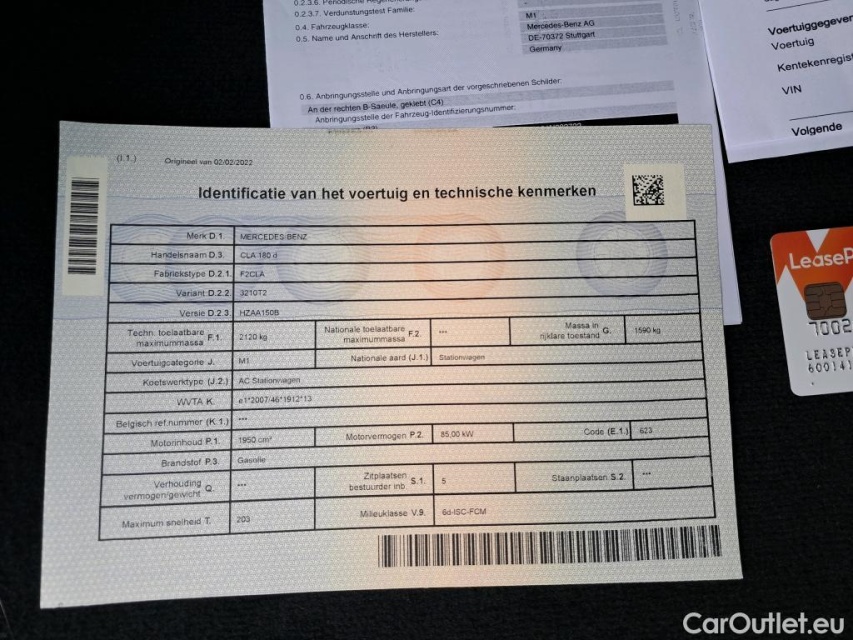 0.2.3.7. Verdunstungstest Familie:
0.4. Fahrzeugklasse:
0.5. Name und Anschrift des Herstellers:
M1
Mercedes-Benz AG
DE-70372 Stuttgart
Germany
0.6. Anbringungsstelle und Anbringungsart der vorgeschriebenen Schilder:
An der rechten B-Saeule, geklebt (C4)
Anbringungsstelle der Fahrzeug-Identifizierungsnummer:
Voertuiggegeven
Voertuig
Kentekenregist
VIN
Volgende
(I.1.) Origineel van 02/02/2022
Identificatie van het voertuig en technische kenmerken
Merk D.1. MERCEDES-BENZ
Handelsnaam D.3. CLA 180 d
Fabriekstype D.2.1. F2CLA
Variant D.2.2. 3210T2
Versie D.2.3. HZAA150B
Techn. toelaatbare maximummassa F.1. 2120 kg Nationale toelaatbare maximummassa F.2. *** Massa in rijklare toestand G. 1590 kg
Voertuigcategorie J. M1 Nationale aard (J.1.) Stationwagen
Koetswerktype (J.2.) AC Stationwagen
WVTA K. e1*2007/46*1912*13
Belgisch ref.nummer (K.1.) ***
Motorinhoud P.1. 1950 cm³ Motorvermogen P.2. 85,00 kW Code (E.1.) 623
Brandstof P.3. Gasolie
Verhouding vermogen/gewicht Q. *** Zitplaatsen bestuurder inb. S.1. 5 Staanplaatsen S.2. ***
Maximum snelheid T. 203 Milieuklasse V.9. 6d-ISC-FCM
LeaseP
7002
LEASEP
600141
CarOutlet.eu